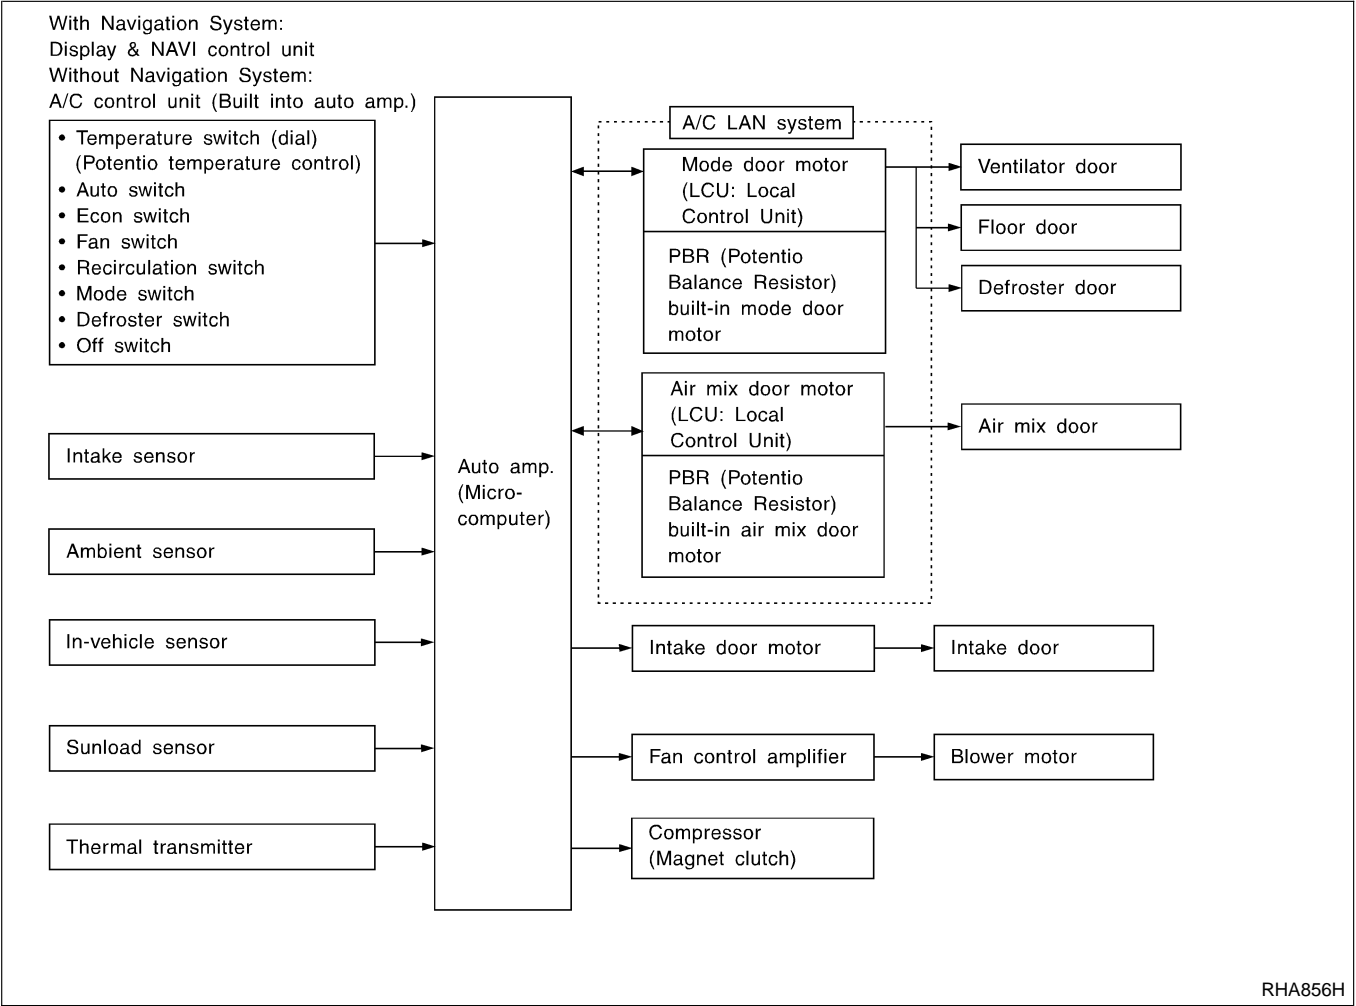 With Navigation System:
Display & NAVI control unit
Without Navigation System:
A/C control unit (Built into auto amp.)
• Temperature switch (dial)
(Potentio temperature control)
• Auto switch
• Econ switch
• Fan switch
• Recirculation switch
• Mode switch
• Defroster switch
• Off switch
Intake sensor
Ambient sensor
In-vehicle sensor
Sunload sensor
Thermal transmitter
Auto amp.
(Micro-
computer)
A/C LAN system
Mode door motor
(LCU: Local
Control Unit)
PBR (Potentio
Balance Resistor)
built-in mode door
motor
Air mix door motor
(LCU: Local
Control Unit)
PBR (Potentio
Balance Resistor)
built-in air mix door
motor
Intake door motor
Fan control amplifier
Compressor
(Magnet clutch)
Ventilator door
Floor door
Defroster door
Air mix door
Intake door
Blower motor
RHA856H